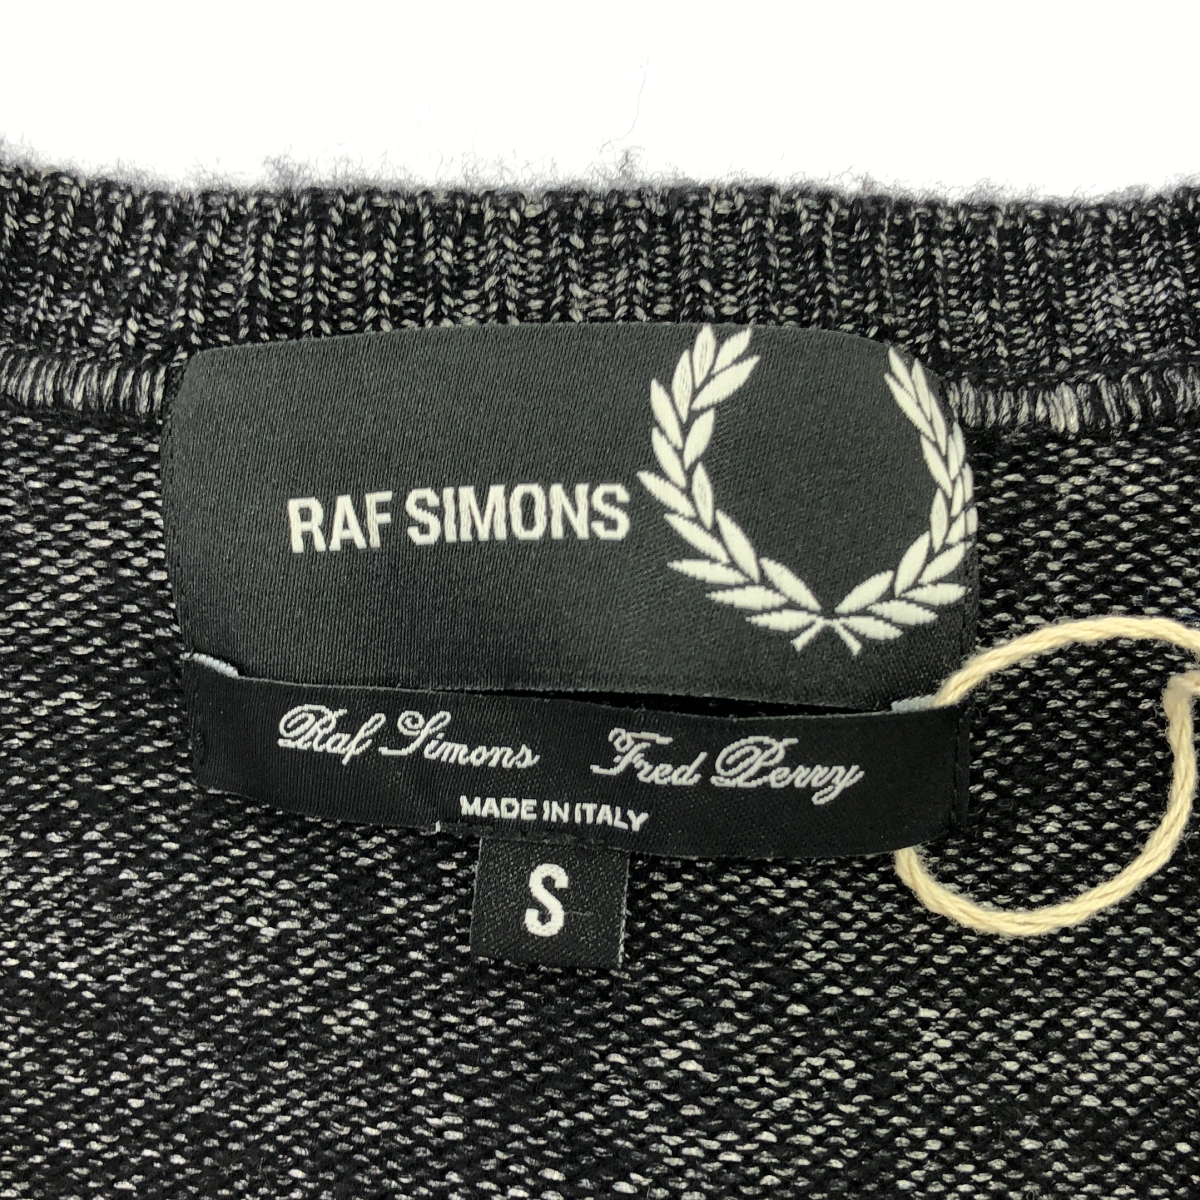 RAF SIMONS
Raf Simons Fred Perry
MADE IN ITALY
S